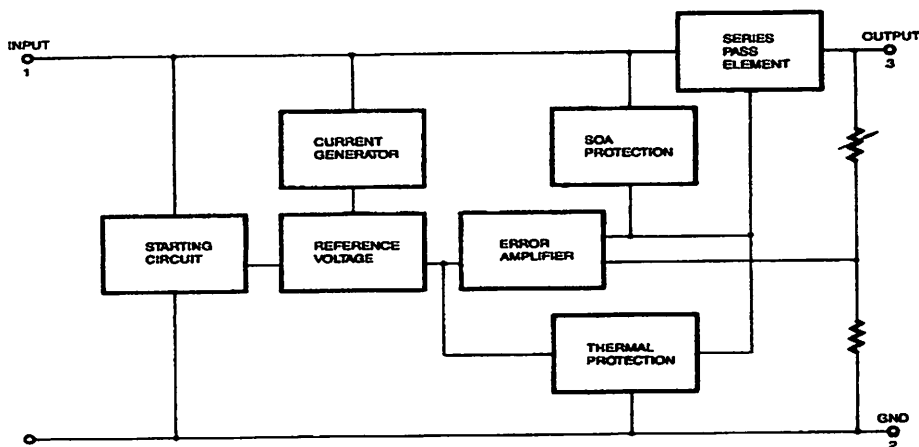 INPUT
1
SERIES
PASS
ELEMENT
OUTPUT
3
CURRENT
GENERATOR
SOA
PROTECTION
STARTING
CIRCUIT
REFERENCE
VOLTAGE
ERROR
AMPLIFIER
THERMAL
PROTECTION
GND
2